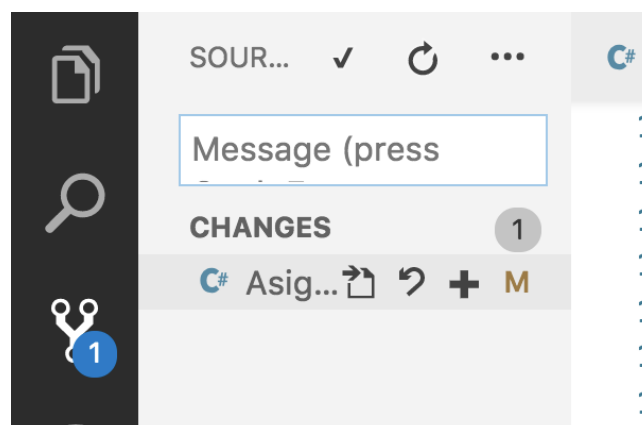 SOUR...
C#
Message (press
CHANGES
1
C# Asig... M
1